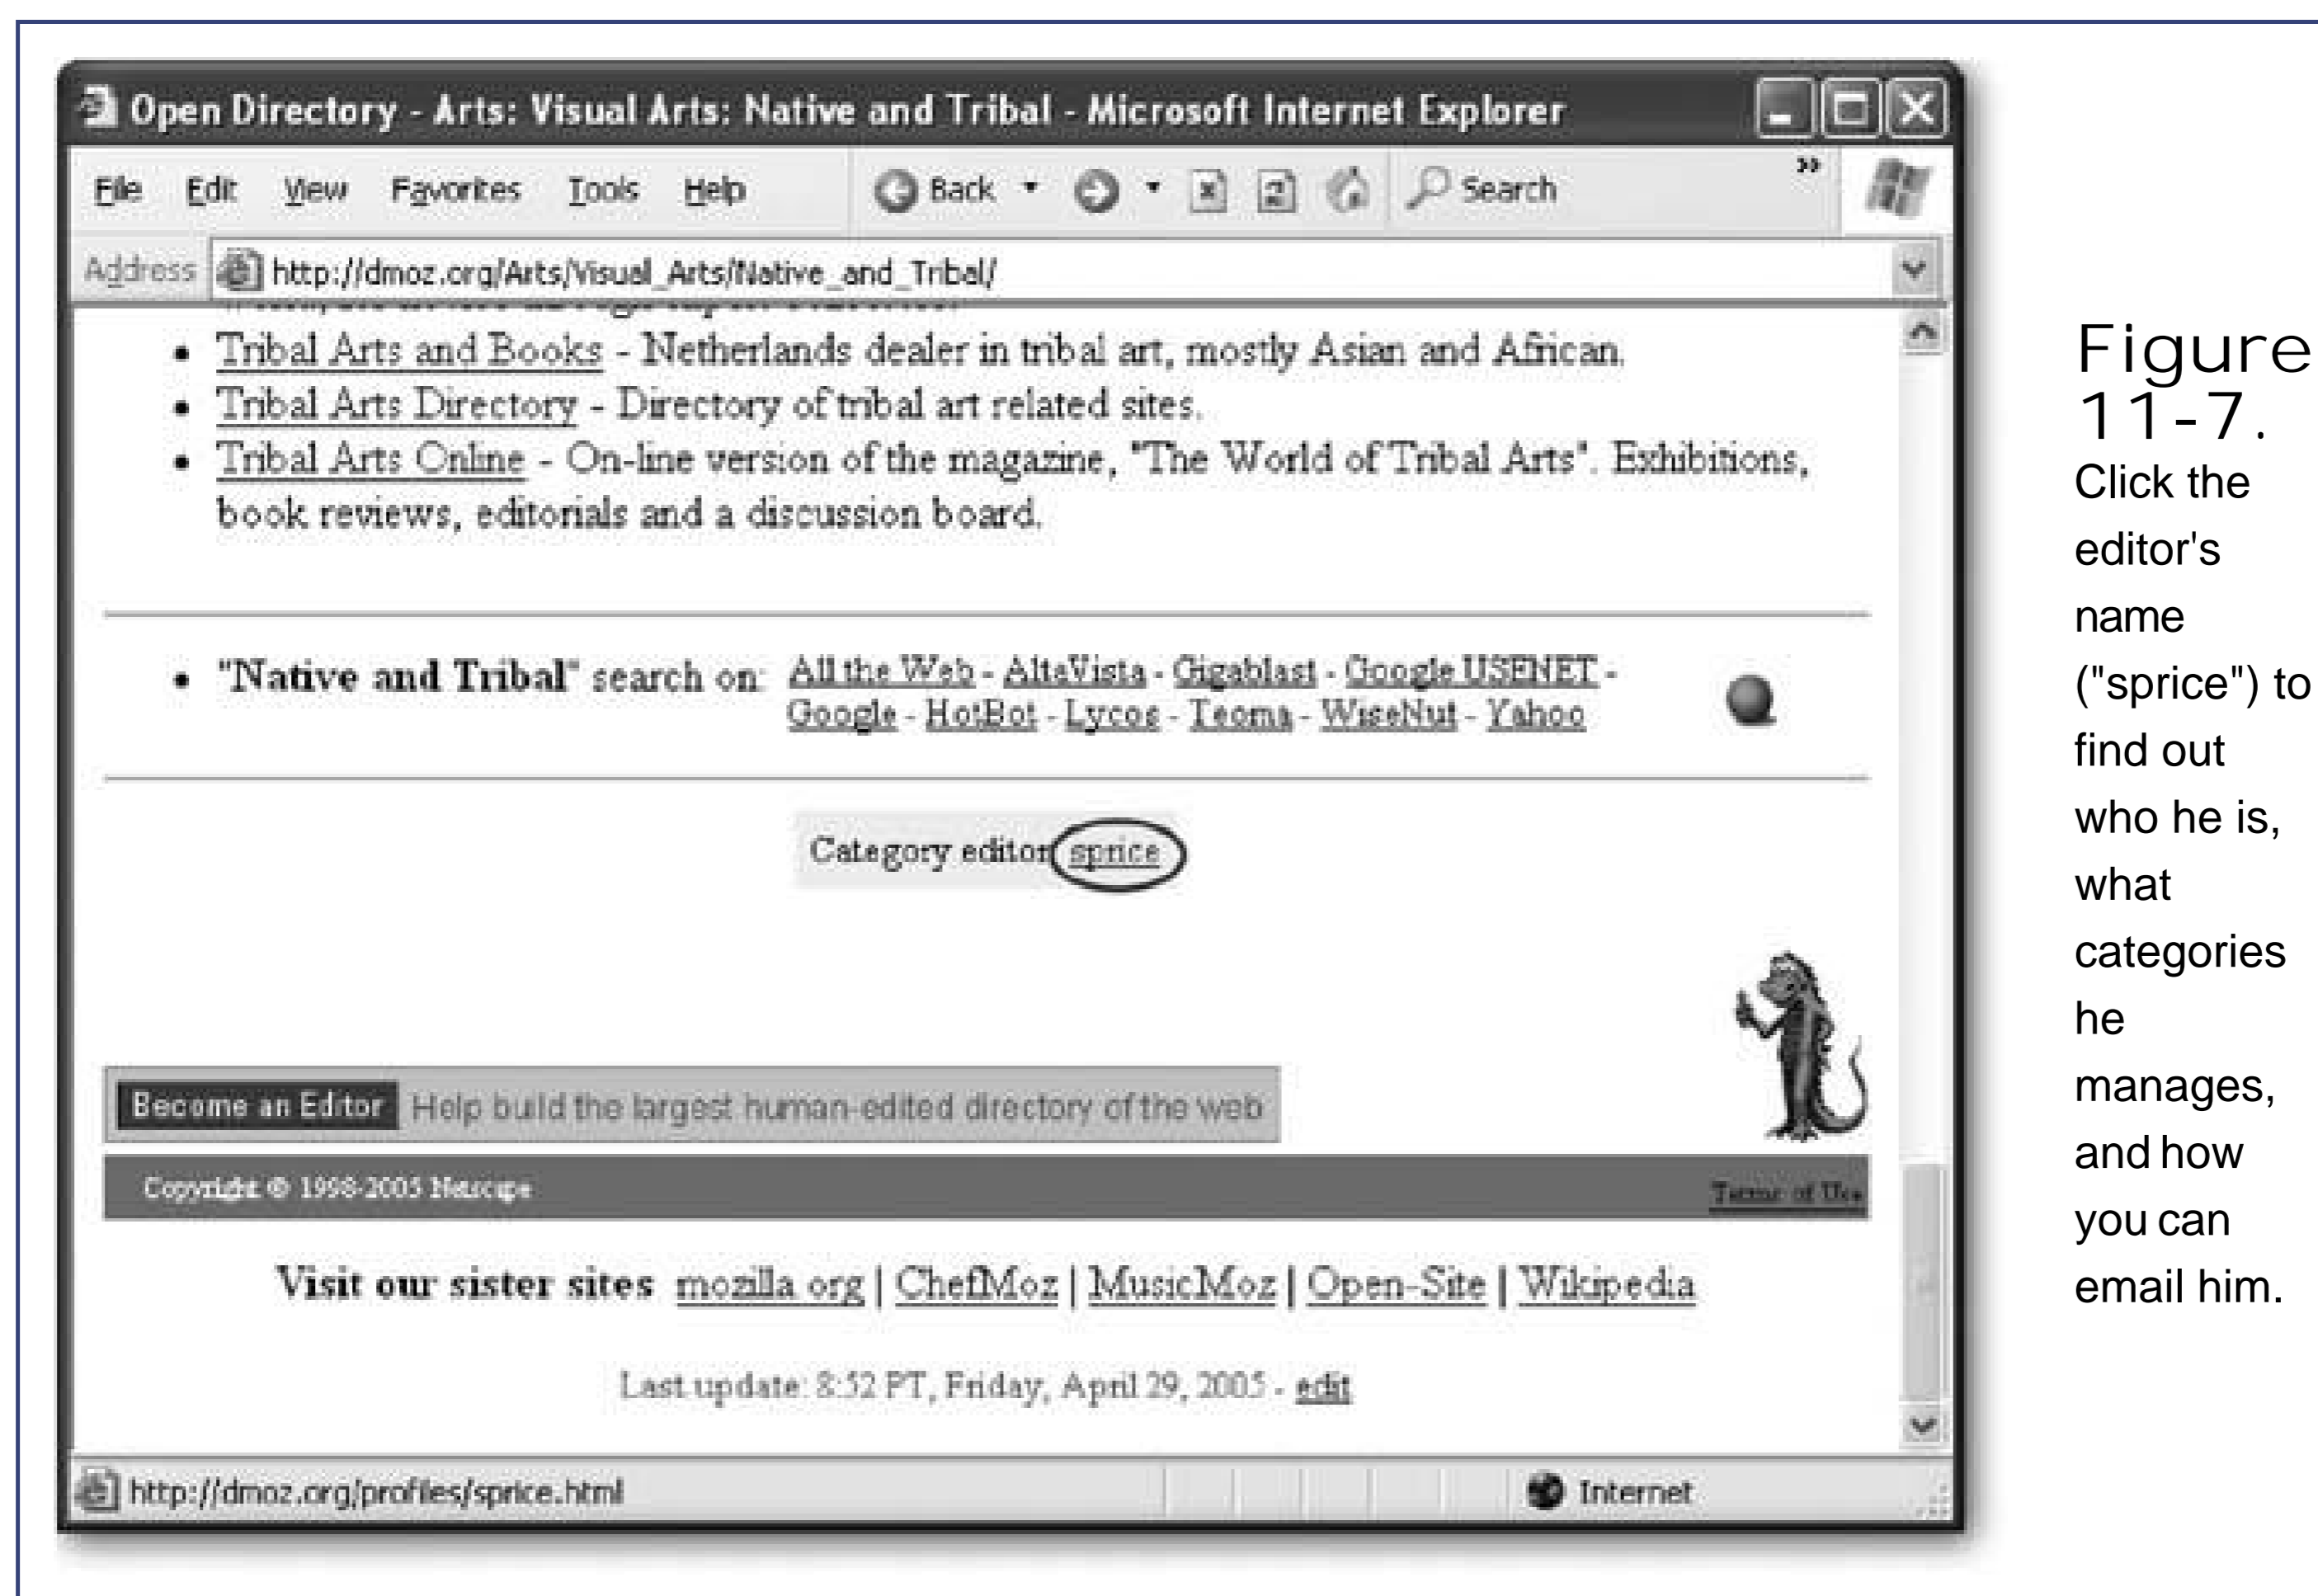 Open Directory - Arts: Visual Arts: Native and Tribal - Microsoft Internet Explorer
File Edit View Favorites Tools Help Back Search »
Address http://dmoz.org/Arts/Visual_Arts/Native_and_Tribal/
• Tribal Arts and Books - Netherlands dealer in tribal art, mostly Asian and African.
• Tribal Arts Directory - Directory of tribal art related sites.
• Tribal Arts Online - On-line version of the magazine, "The World of Tribal Arts". Exhibitions,
book reviews, editorials and a discussion board.
• "Native and Tribal" search on: All the Web - AltaVista - Gigablast - Google USENET -
Google - HotBot - Lycos - Teoma - WiseNut - Yahoo
Category editor sprice
Become an Editor Help build the largest human-edited directory of the web
Copyright © 1998-2005 Netscape Terms of Use
Visit our sister sites mozilla.org | ChefMoz | MusicMoz | Open-Site | Wikipedia
Last update: 8:52 PT, Friday, April 29, 2005 - edit
http://dmoz.org/profiles/sprice.html Internet
Figure
11-7.
Click the
editor's
name
("sprice") to
find out
who he is,
what
categories
he
manages,
and how
you can
email him.